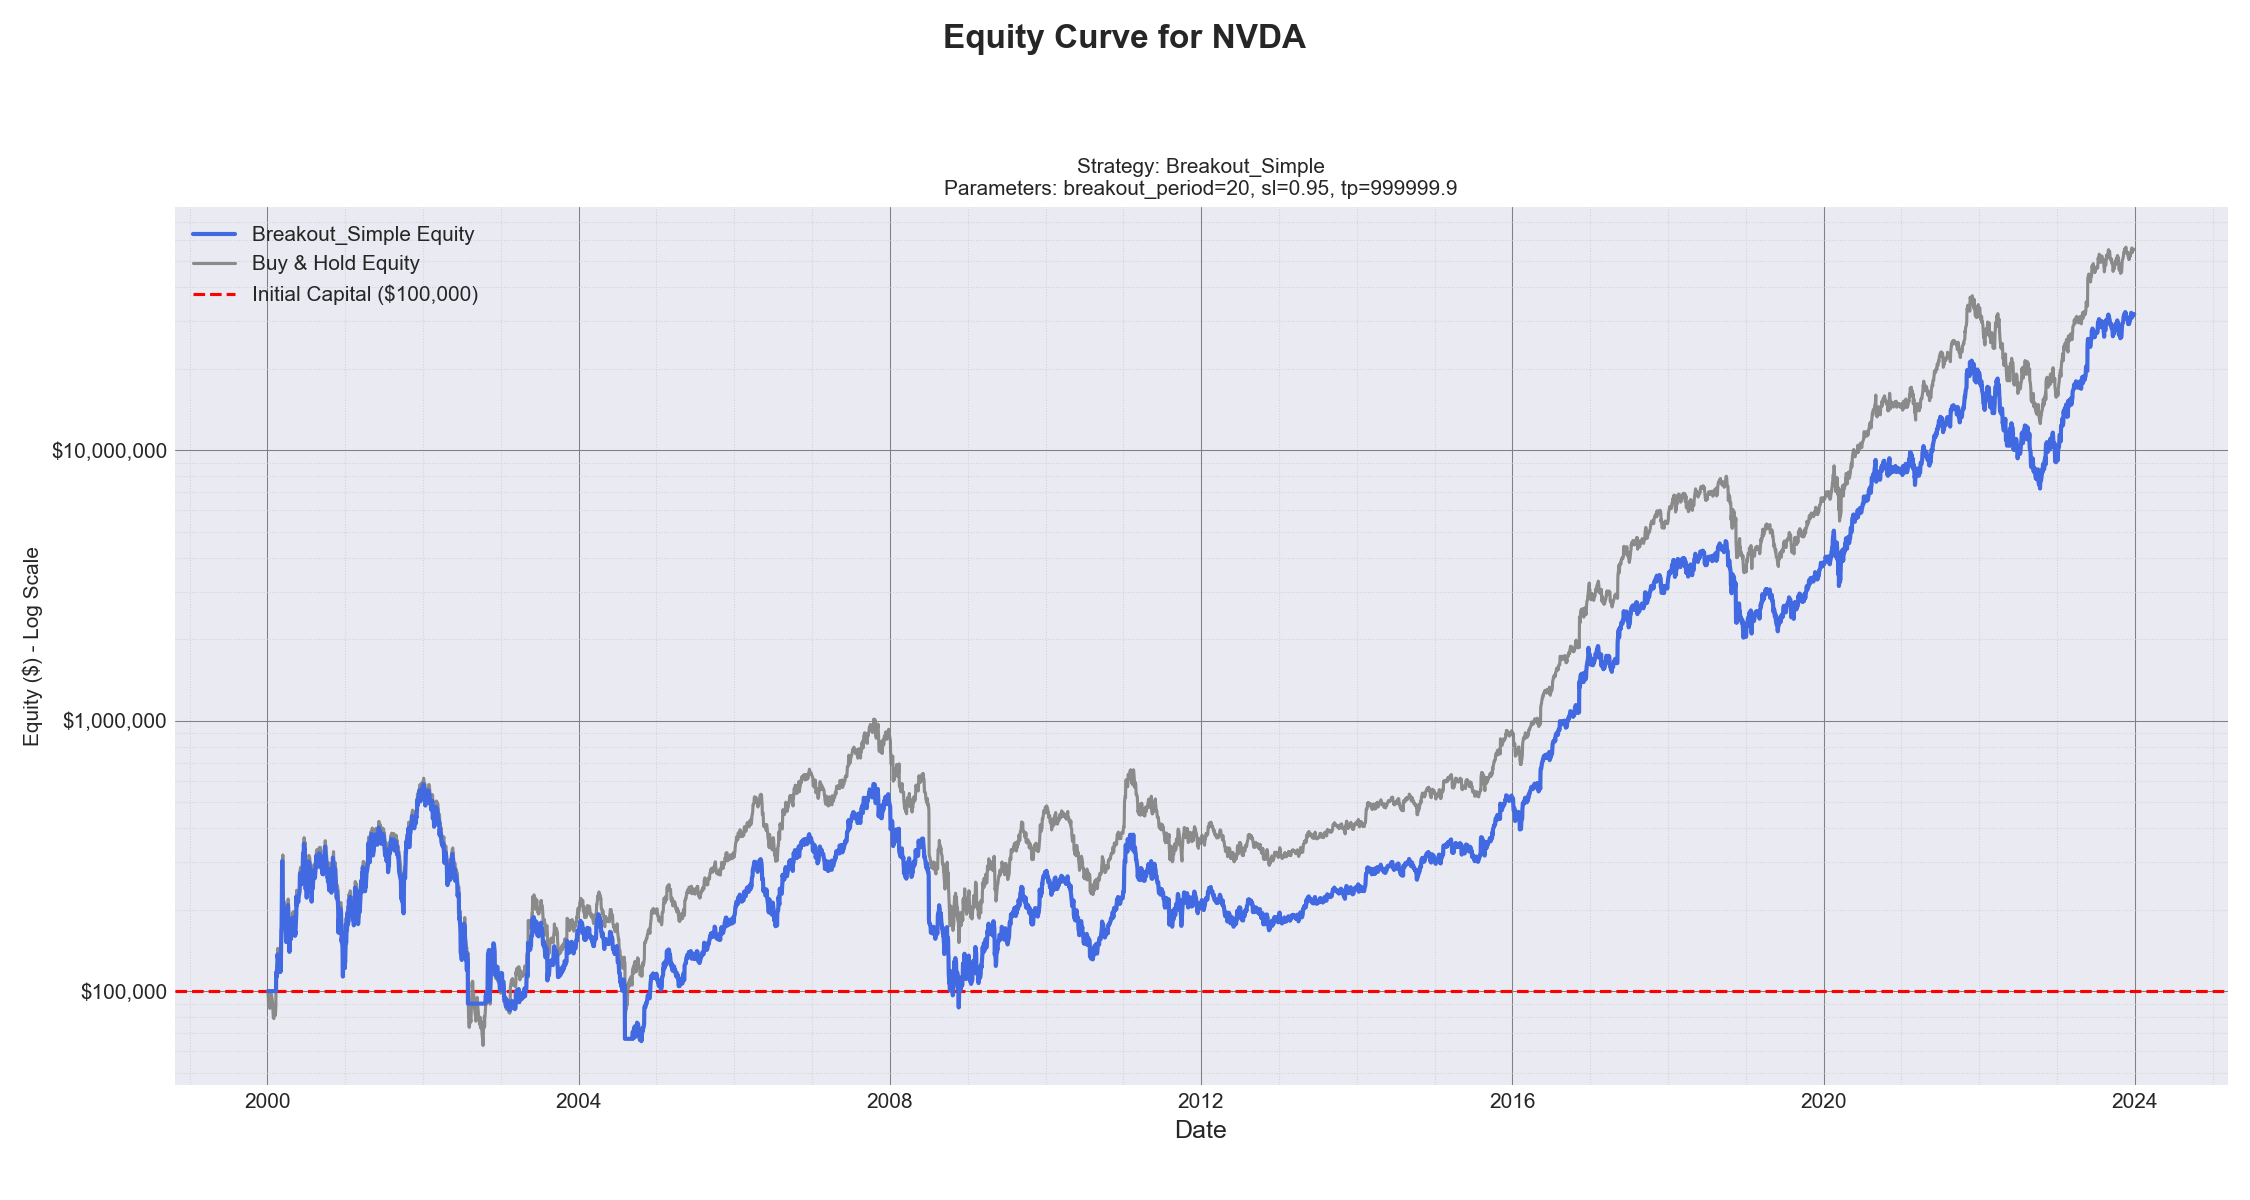 Equity Curve for NVDA
Strategy: Breakout_Simple
Parameters: breakout_period=20, sl=0.95, tp=999999.9
Breakout_Simple Equity
Buy & Hold Equity
Initial Capital ($100,000)
Equity ($) - Log Scale
$10,000,000
$1,000,000
$100,000
2000 2004 2008 2012 2016 2020 2024
Date